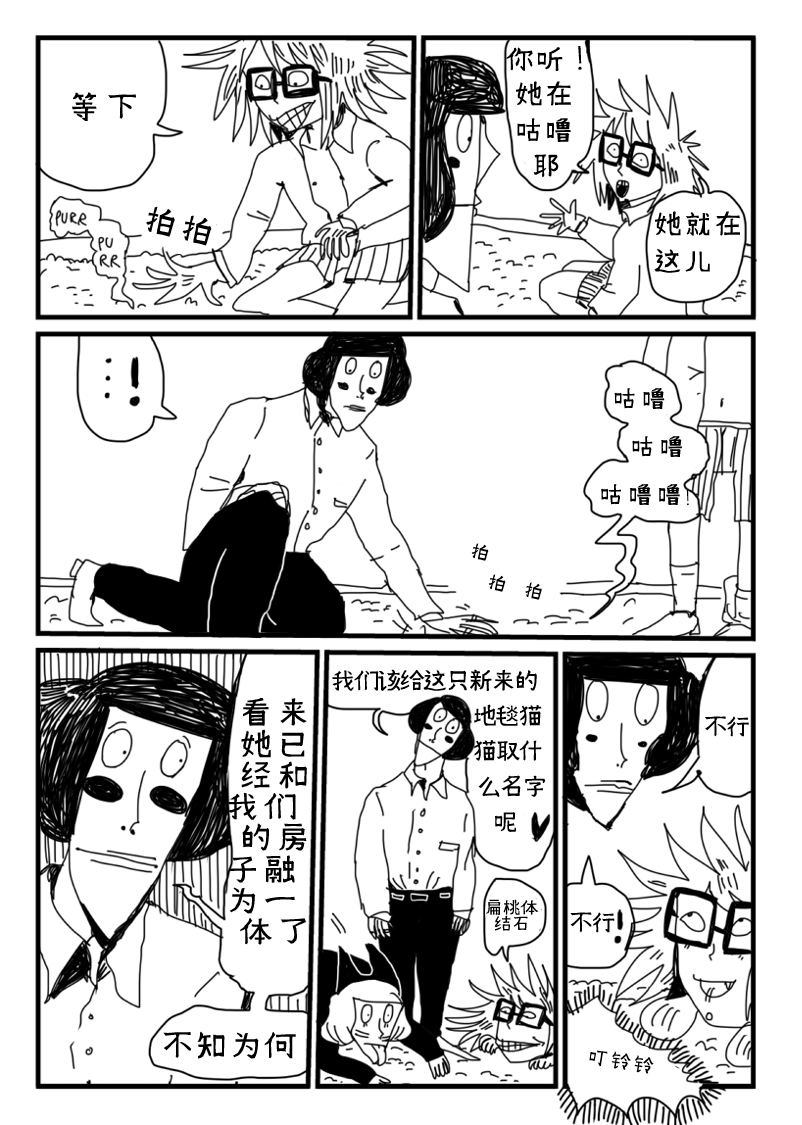 等下
PURR
PU
RR
拍拍
你听！
她在
咕噜
耶
她就在
这儿
...!
咕噜
咕噜
咕噜噜!
拍
拍 拍
看来
她已
经和
我们
的房
子融
为一
体了
不知为何
我们该给这只新来的
地毯猫
猫取什
么名字
呢
扁桃体
结石
不行
不行!
叮铃铃